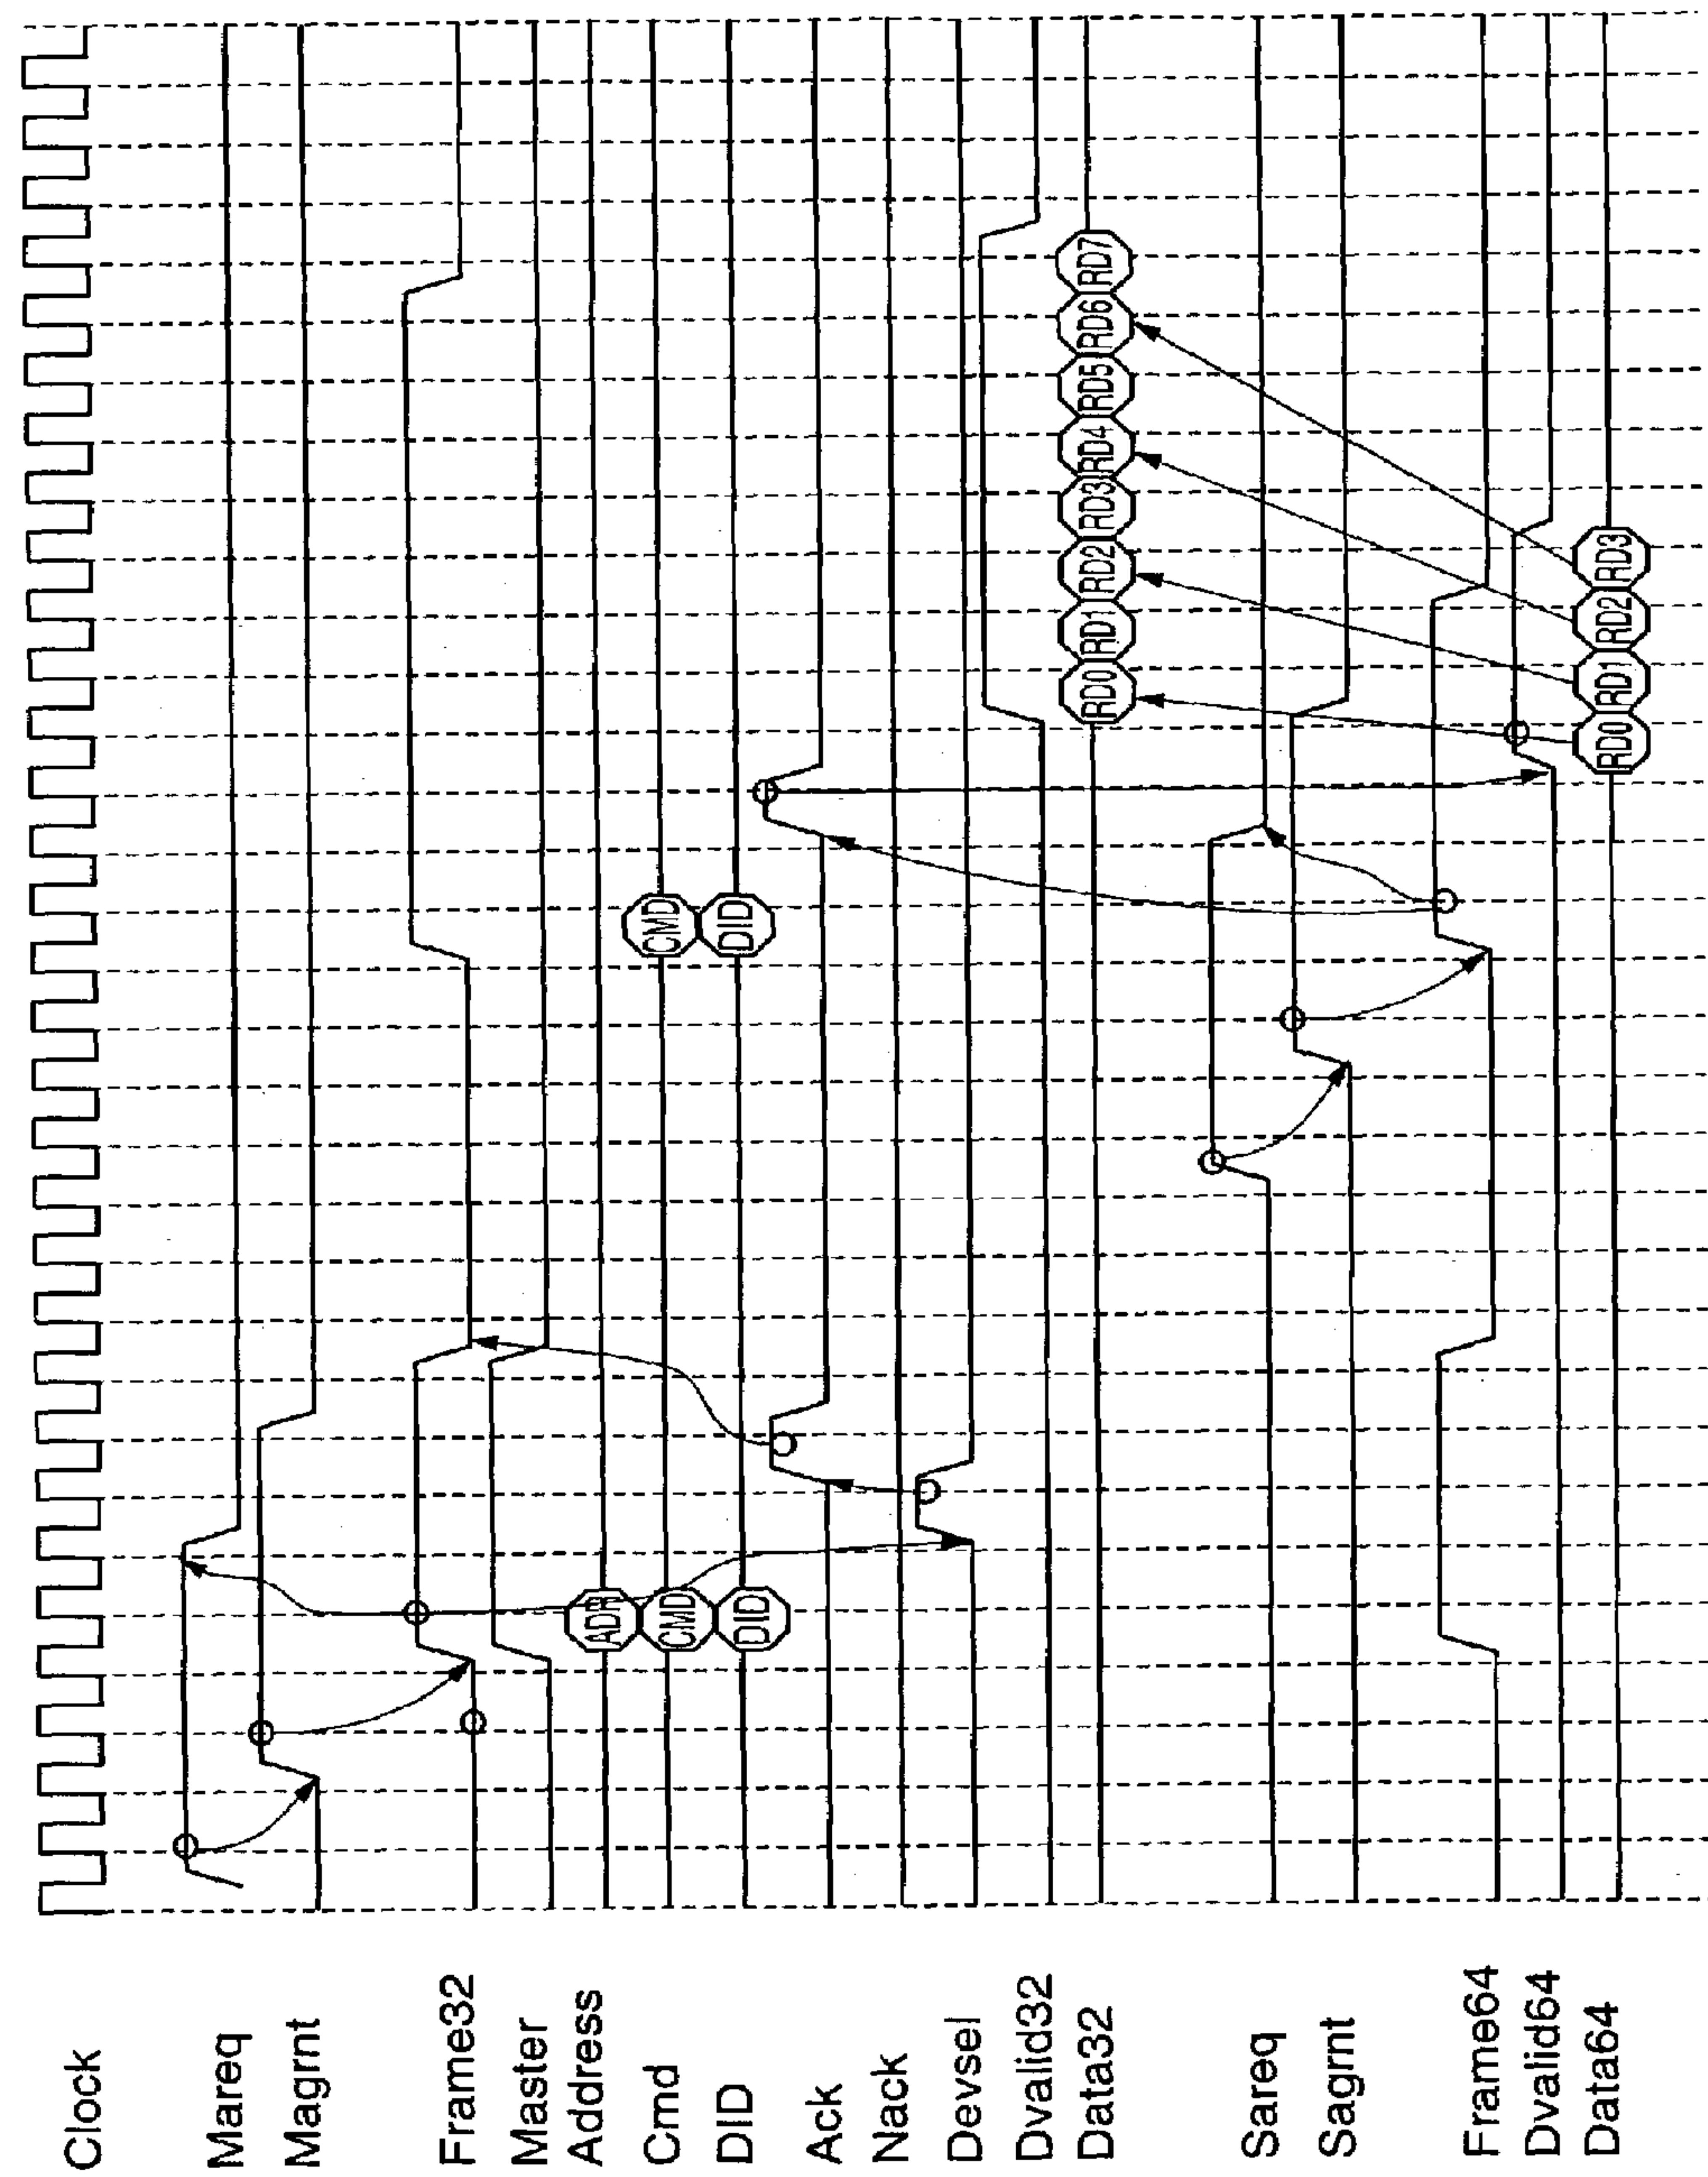 Clock
Mareq
Magrnt
Frame32
Master
Address
ADR
Cmd
CMD
CMD
DID
DID
DID
Ack
Nack
Devsel
Dvalid32
Data32
RD0 RD1 RD2 RD3 RD4 RD5 RD6 RD7
Sareq
Sagrnt
Frame64
Dvalid64
Data64
RD0 RD1 RD2 RD3